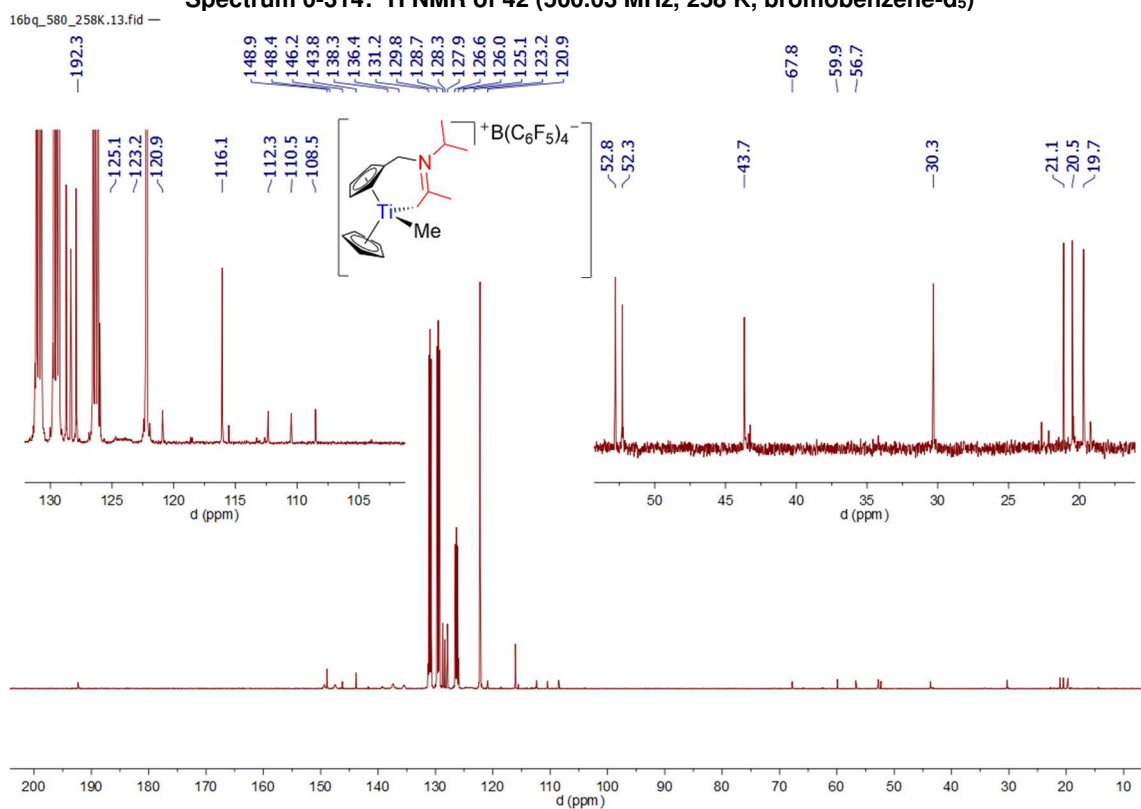 Spectrum 6-314: ¹H NMR of 42 (500.03 MHz, 258 K, bromobenzene-d₅)
16bq_580_258K.13.fid —
192.3
148.9
148.4
146.2
143.8
138.3
136.4
131.2
129.8
128.7
128.3
127.9
126.6
126.0
125.1
123.2
120.9
67.8
59.9
56.7
125.1
123.2
120.9
116.1
112.3
110.5
108.5
N
Ti
Me
⁺B(C₆F₅)₄⁻
52.8
52.3
43.7
30.3
21.1
20.5
19.7
130 125 120 115 110 105
d (ppm)
50 45 40 35 30 25 20
d (ppm)
200 190 180 170 160 150 140 130 120 110 100 90 80 70 60 50 40 30 20 10
d (ppm)